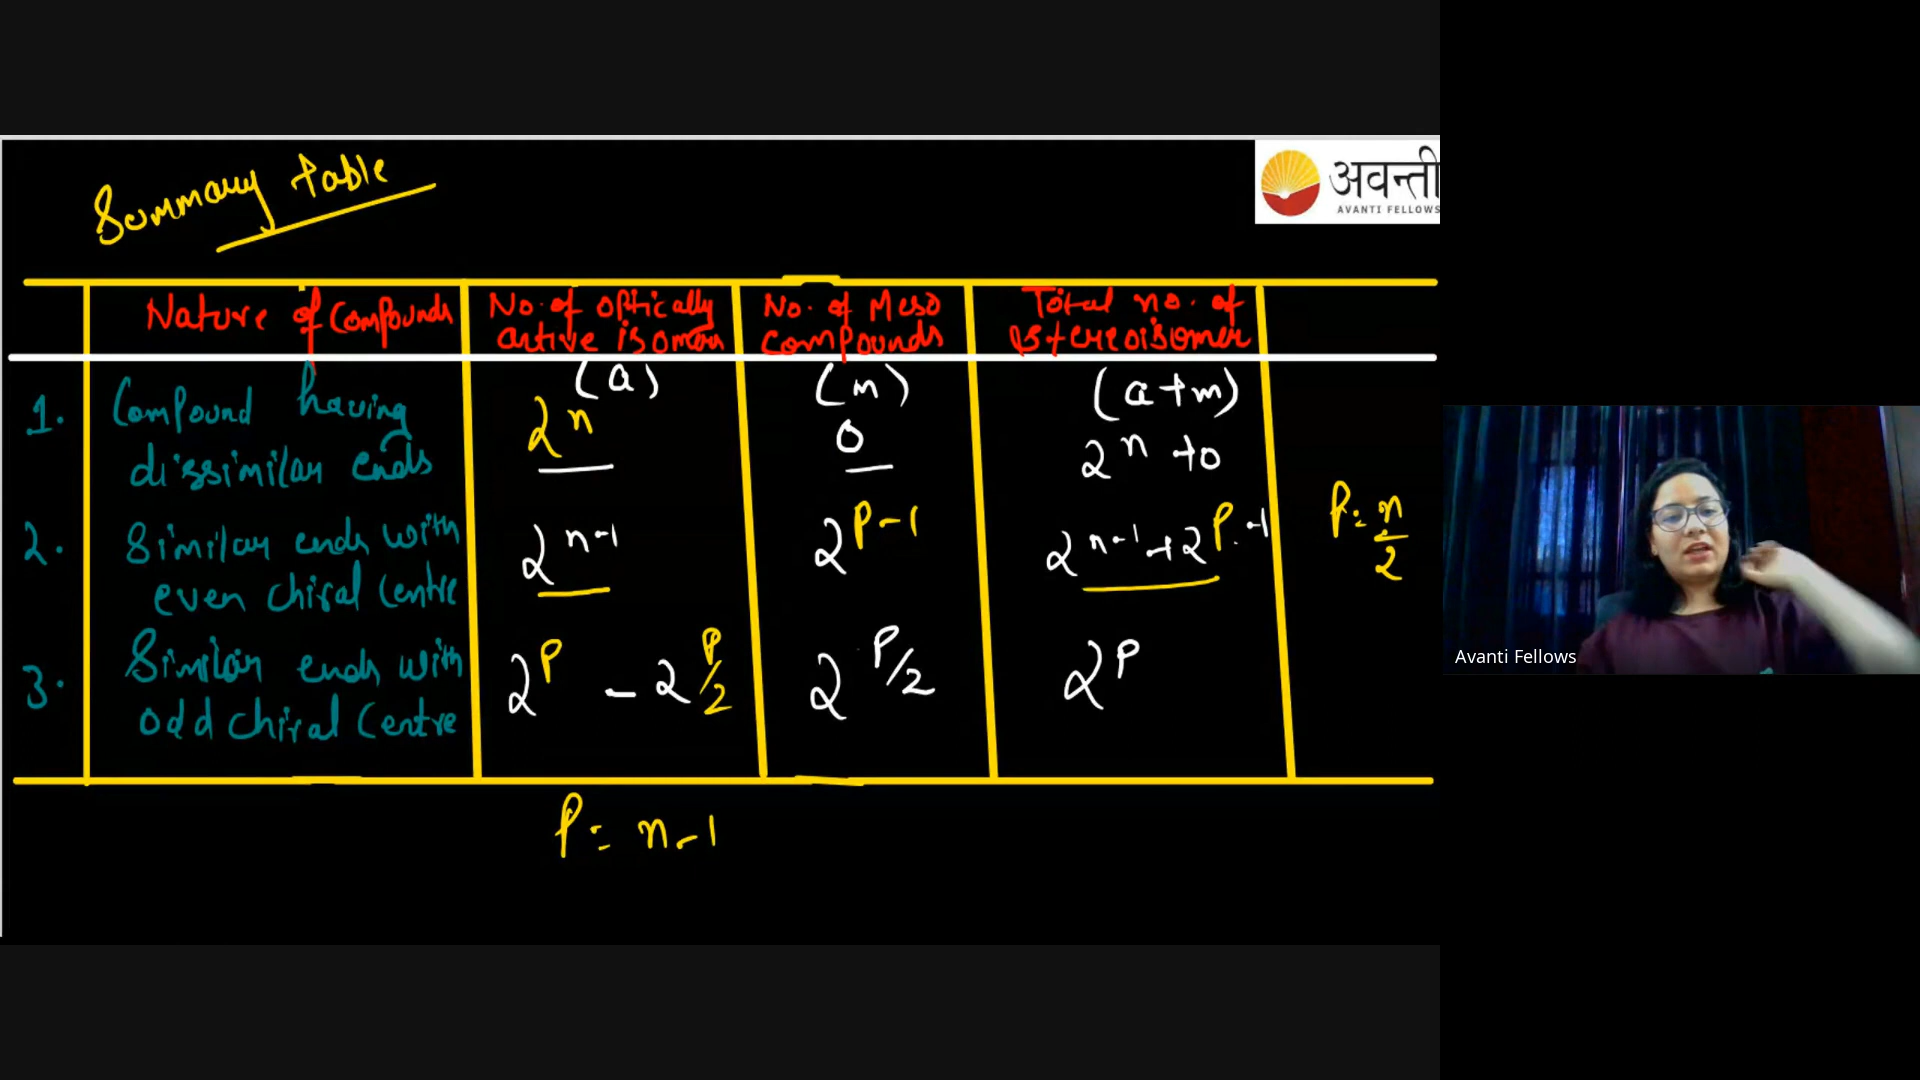 Summary table
अवन्ती
AVANTI FELLOWS
Nature of Compounds
No. of optically active isomers
No. of Meso compounds
Total no. of Stereoisomer
(a)
(m)
(a+m)
1. Compound having dissimilar ends
2^n
0
2^n +0
2. Similar ends with even chiral centre
2^n-1
2^P-1
2^n-1 + 2^P-1
P = n/2
3. Similar ends with odd chiral centre
2^P - 2^P/2
2^P/2
2^P
P = n-1
Avanti Fellows